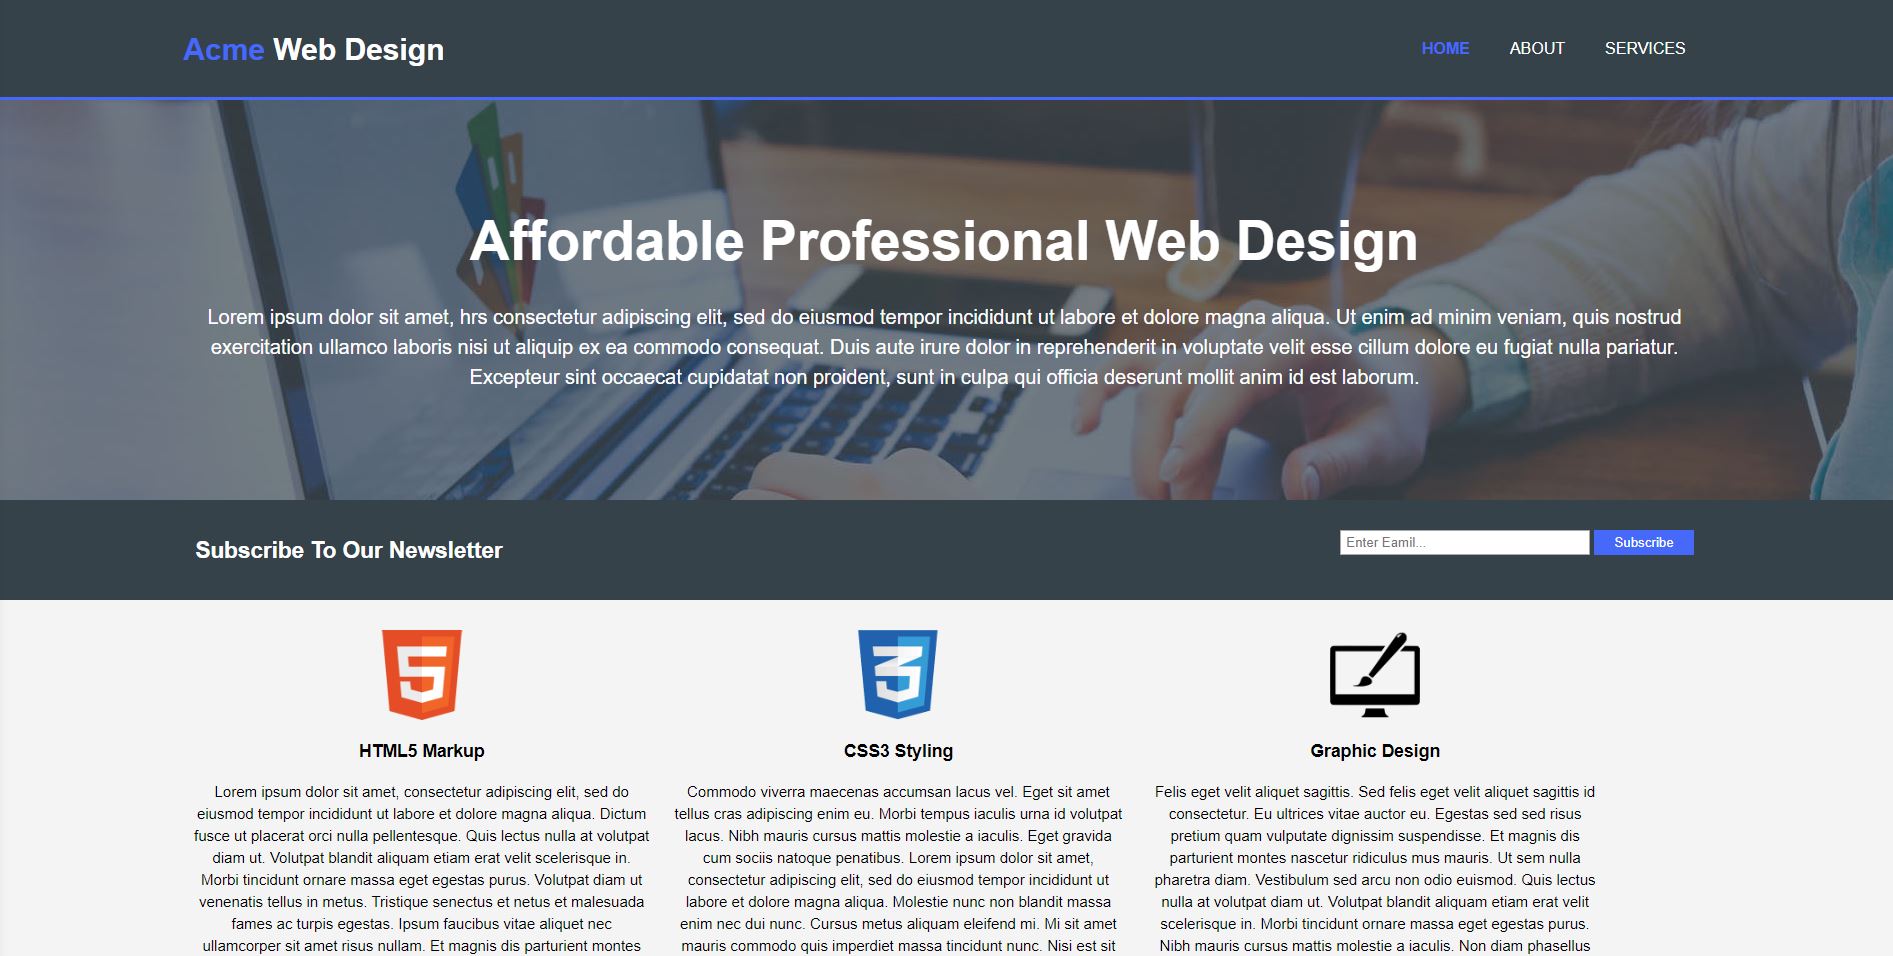 Acme Web Design
HOME ABOUT SERVICES
Affordable Professional Web Design
Lorem ipsum dolor sit amet, hrs consectetur adipiscing elit, sed do eiusmod tempor incididunt ut labore et dolore magna aliqua. Ut enim ad minim veniam, quis nostrud
exercitation ullamco laboris nisi ut aliquip ex ea commodo consequat. Duis aute irure dolor in reprehenderit in voluptate velit esse cillum dolore eu fugiat nulla pariatur.
Excepteur sint occaecat cupidatat non proident, sunt in culpa qui officia deserunt mollit anim id est laborum.
Subscribe To Our Newsletter
Enter Eamil...
Subscribe
HTML5 Markup
Lorem ipsum dolor sit amet, consectetur adipiscing elit, sed do
eiusmod tempor incididunt ut labore et dolore magna aliqua. Dictum
fusce ut placerat orci nulla pellentesque. Quis lectus nulla at volutpat
diam ut. Volutpat blandit aliquam etiam erat velit scelerisque in.
Morbi tincidunt ornare massa eget egestas purus. Volutpat diam ut
venenatis tellus in metus. Tristique senectus et netus et malesuada
fames ac turpis egestas. Ipsum faucibus vitae aliquet nec
ullamcorper sit amet risus nullam. Et magnis dis parturient montes
CSS3 Styling
Commodo viverra maecenas accumsan lacus vel. Eget sit amet
tellus cras adipiscing enim eu. Morbi tempus iaculis urna id volutpat
lacus. Nibh mauris cursus mattis molestie a iaculis. Eget gravida
cum sociis natoque penatibus. Lorem ipsum dolor sit amet,
consectetur adipiscing elit, sed do eiusmod tempor incididunt ut
labore et dolore magna aliqua. Molestie nunc non blandit massa
enim nec dui nunc. Cursus metus aliquam eleifend mi. Mi sit amet
mauris commodo quis imperdiet massa tincidunt nunc. Nisi est sit
Graphic Design
Felis eget velit aliquet sagittis. Sed felis eget velit aliquet sagittis id
consectetur. Eu ultrices vitae auctor eu. Egestas sed sed risus
pretium quam vulputate dignissim suspendisse. Et magnis dis
parturient montes nascetur ridiculus mus mauris. Ut sem nulla
pharetra diam. Vestibulum sed arcu non odio euismod. Quis lectus
nulla at volutpat diam ut. Volutpat blandit aliquam etiam erat velit
scelerisque in. Morbi tincidunt ornare massa eget egestas purus.
Nibh mauris cursus mattis molestie a iaculis. Non diam phasellus